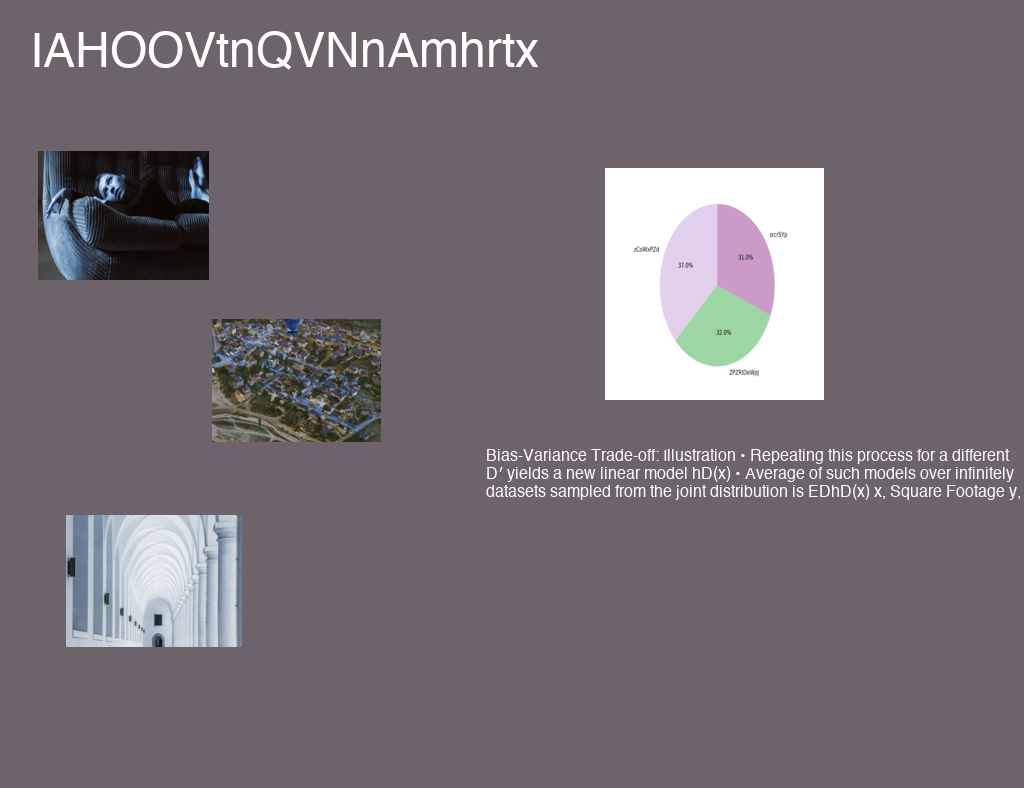 IAHOOVtnQVNnAmhrtx
srcrSYp
zCoWxPZd
31.0%
37.0%
32.0%
ZPZRIDeWpJ
Bias-Variance Trade-off: Illustration • Repeating this process for a different
D′ yields a new linear model hD(x) • Average of such models over infinitely
datasets sampled from the joint distribution is EDhD(x) x, Square Footage y,